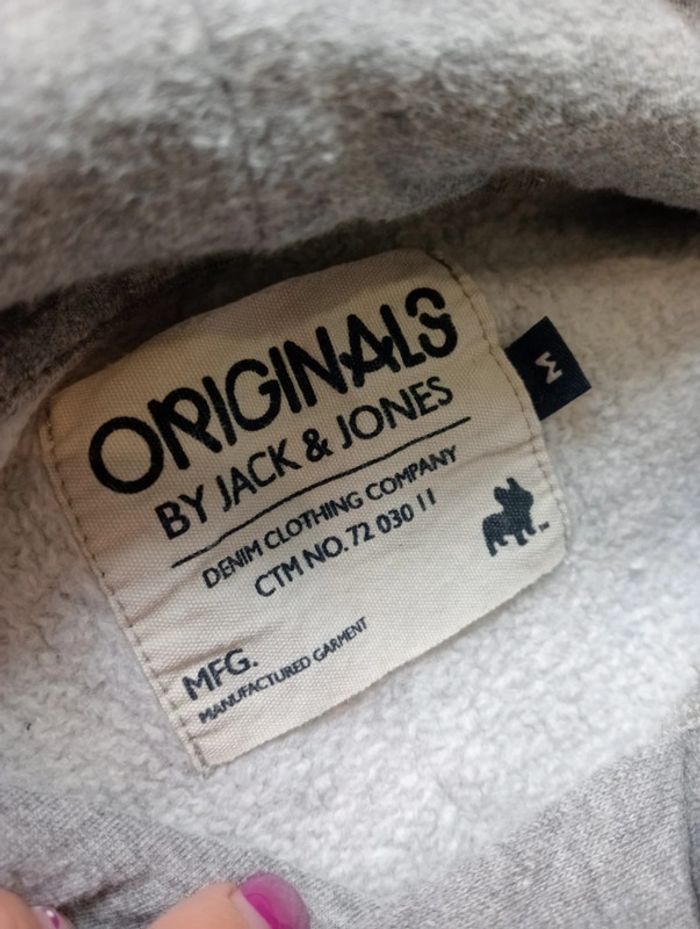 ORIGINALS
BY JACK & JONES
DENIM CLOTHING COMPANY
CTM NO. 72 030 11
MFG.
MANUFACTURED GARMENT
M